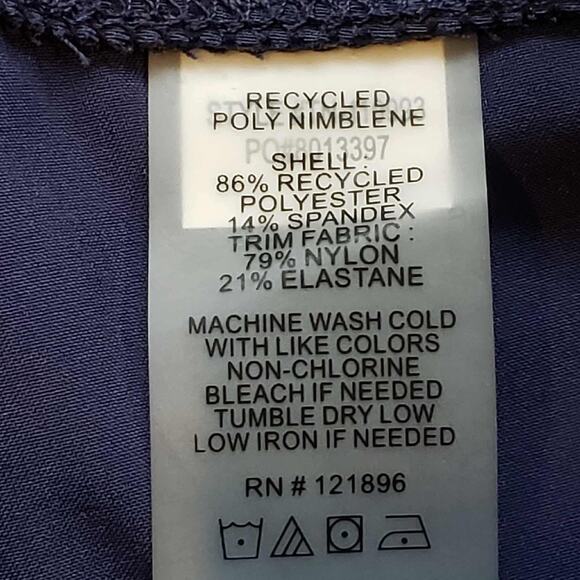 RECYCLED
POLY NIMBLENE
PO#8013397
SHELL :
86% RECYCLED
POLYESTER
14% SPANDEX
TRIM FABRIC :
79% NYLON
21% ELASTANE
MACHINE WASH COLD
WITH LIKE COLORS
NON-CHLORINE
BLEACH IF NEEDED
TUMBLE DRY LOW
LOW IRON IF NEEDED
RN # 121896